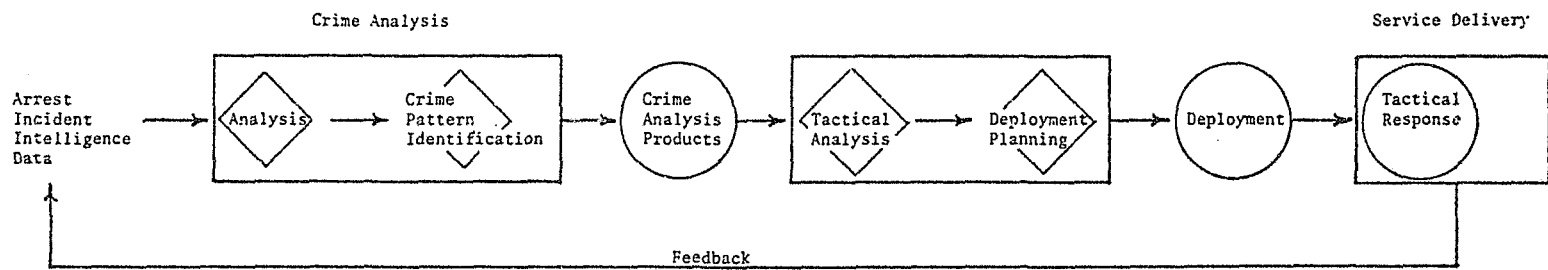 Crime Analysis
Service Delivery
Arrest
Incident
Intelligence
Data
Analysis
Crime
Pattern
Identification
Crime
Analysis
Products
Tactical
Analysis
Deployment
Planning
Deployment
Tactical
Response
Feedback